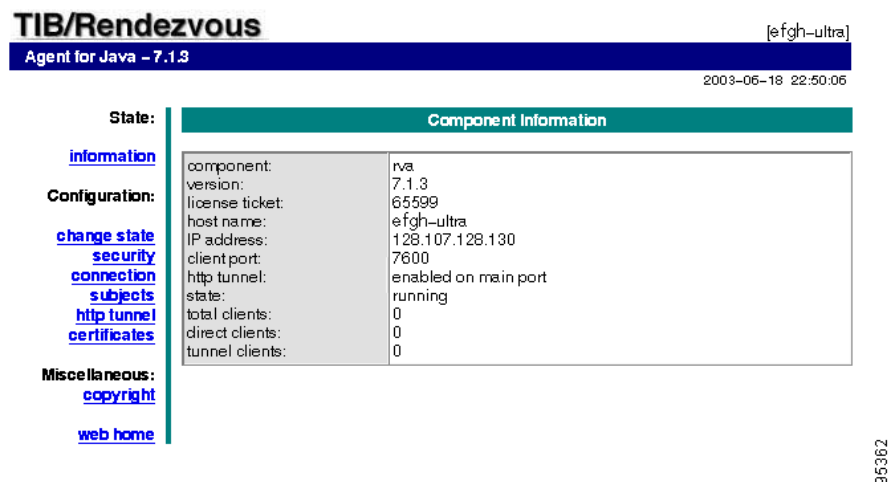 TIB/Rendezvous
[efgh-ultra]
Agent for Java - 7.1.3
2003-06-18 22:50:06
State:
information
Configuration:
change state
security
connection
subjects
http tunnel
certificates
Miscellaneous:
copyright
web home
Component Information
component: rva
version: 7.1.3
license ticket: 65599
host name: efgh-ultra
IP address: 128.107.128.130
client port: 7600
http tunnel: enabled on main port
state: running
total clients: 0
direct clients: 0
tunnel clients: 0
95362